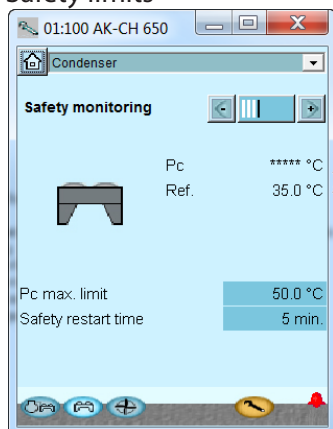 Safety limits
01:100 AK-CH 650
Condenser
Safety monitoring
Pc ***** °C
Ref. 35.0 °C
Pc max. limit 50.0 °C
Safety restart time 5 min.